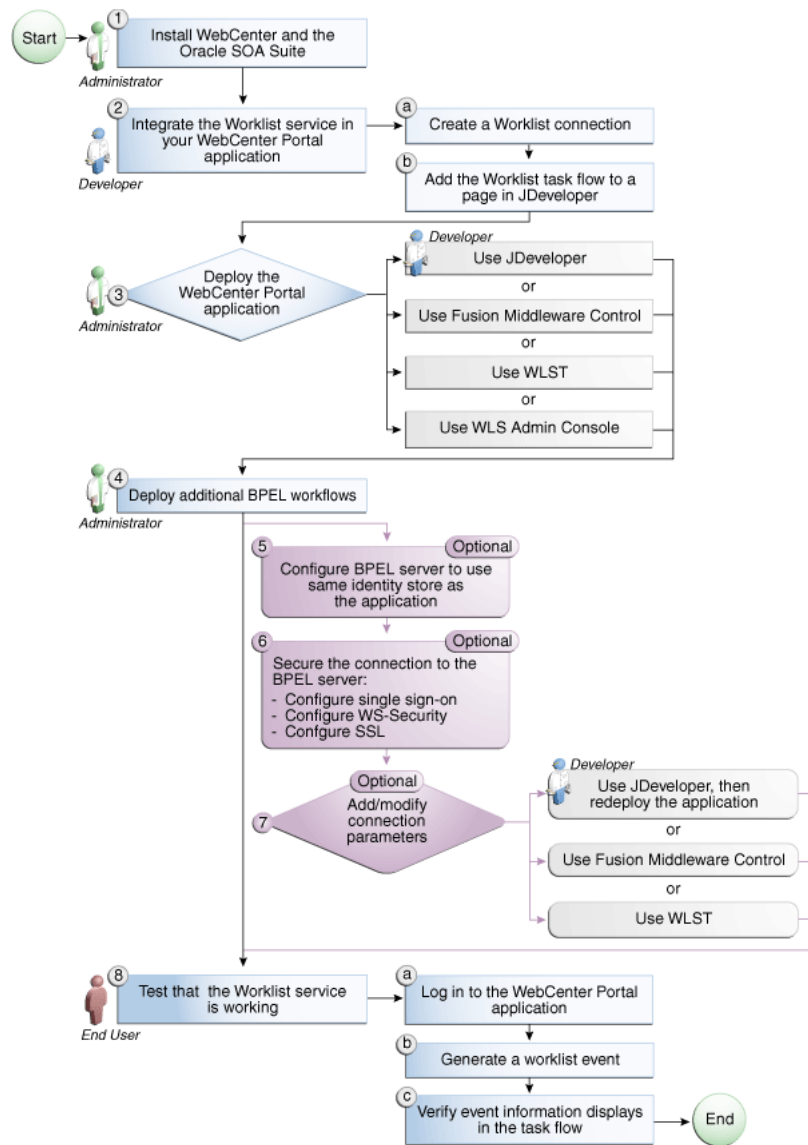 Start
1
Install WebCenter and the
Oracle SOA Suite
Administrator
2
Integrate the Worklist service in
your WebCenter Portal
application
Developer
a
Create a Worklist connection
b
Add the Worklist task flow to a
page in JDeveloper
3
Deploy the
WebCenter Portal
application
Administrator
Developer
Use JDeveloper
or
Use Fusion Middleware Control
or
Use WLST
or
Use WLS Admin Console
4
Deploy additional BPEL workflows
Administrator
5
Optional
Configure BPEL server to use
same identity store as
the application
6
Optional
Secure the connection to the
BPEL server:
- Configure single sign-on
- Configure WS-Security
- Confgure SSL
7
Optional
Add/modify
connection
parameters
Developer
Use JDeveloper, then
redeploy the application
or
Use Fusion Middleware Control
or
Use WLST
8
Test that the Worklist service
is working
End User
a
Log in to the WebCenter Portal
application
b
Generate a worklist event
c
Verify event information displays
in the task flow
End